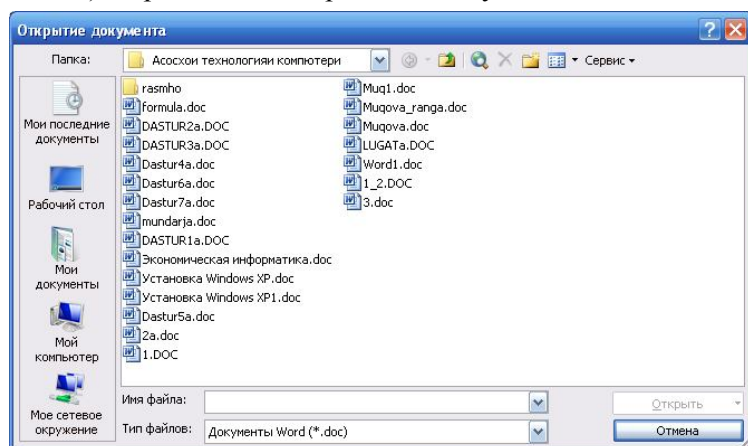 Открытие документа
Папка:
Асосхои технологияи компютери
Сервис
Мои последние документы
Рабочий стол
Мои документы
Мой компьютер
Мое сетевое окружение
rasmho
formula.doc
DASTUR2a.DOC
DASTUR3a.DOC
Dastur4a.doc
Dastur6a.doc
Dastur7a.doc
mundarja.doc
DASTUR1a.DOC
Экономическая информатика.doc
Установка Windows XP.doc
Установка Windows XP1.doc
Dastur5a.doc
2a.doc
1.DOC
Muq1.doc
Muqova_ranga.doc
Muqova.doc
LUGATa.DOC
Word1.doc
1_2.DOC
3.doc
Имя файла:
Открыть
Тип файлов:
Документы Word (*.doc)
Отмена